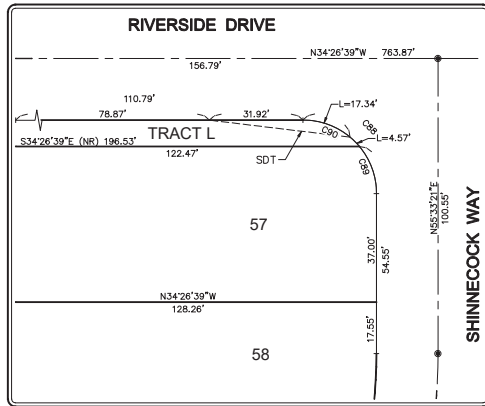 RIVERSIDE DRIVE
N34°26'39"W 763.87'
156.79'
110.79'
78.87' 31.92' L=17.34'
TRACT L C90 C88
L=4.57'
S34°26'39"E (NR) 196.53'
122.47' SDT C89
57
N55°33'21"E
100.55'
SHINNECOCK WAY
37.00'
54.55'
N34°26'39"W
128.26'
17.55'
58